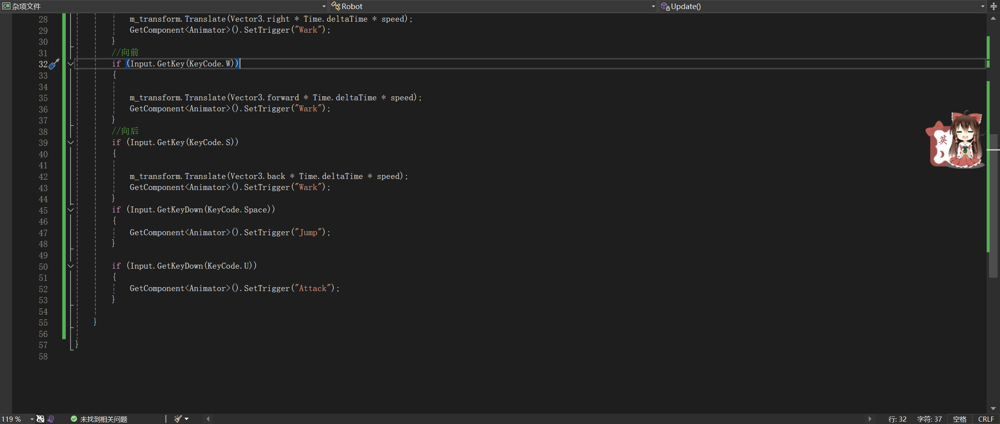 C# 杂项文件 Robot Update()
28 m_transform.Translate(Vector3.right * Time.deltaTime * speed);
29 GetComponent<Animator>().SetTrigger("Wark");
30 }
31 //向前
32 if (Input.GetKey(KeyCode.W))
33 {
34
35 m_transform.Translate(Vector3.forward * Time.deltaTime * speed);
36 GetComponent<Animator>().SetTrigger("Wark");
37 }
38 //向后
39 if (Input.GetKey(KeyCode.S))
40 {
41
42 m_transform.Translate(Vector3.back * Time.deltaTime * speed);
43 GetComponent<Animator>().SetTrigger("Wark");
44 }
45 if (Input.GetKeyDown(KeyCode.Space))
46 {
47 GetComponent<Animator>().SetTrigger("Jump");
48 }
49
50 if (Input.GetKeyDown(KeyCode.U))
51 {
52 GetComponent<Animator>().SetTrigger("Attack");
53 }
54
55 }
56
57 }
58
英
119 % 未找到相关问题 行: 32 字符: 37 空格 CRLF